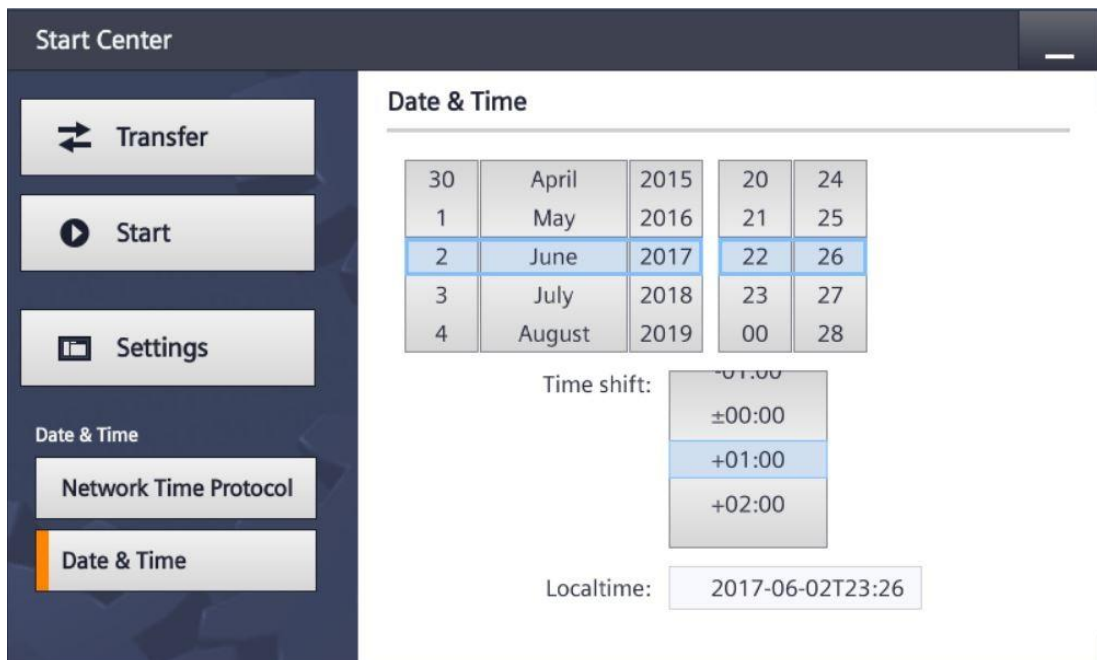 Start Center
Transfer
Start
Settings
Date & Time
Network Time Protocol
Date & Time
Date & Time
30 April 2015 20 24
1 May 2016 21 25
2 June 2017 22 26
3 July 2018 23 27
4 August 2019 00 28
Time shift:
-01:00
±00:00
+01:00
+02:00
Localtime: 2017-06-02T23:26